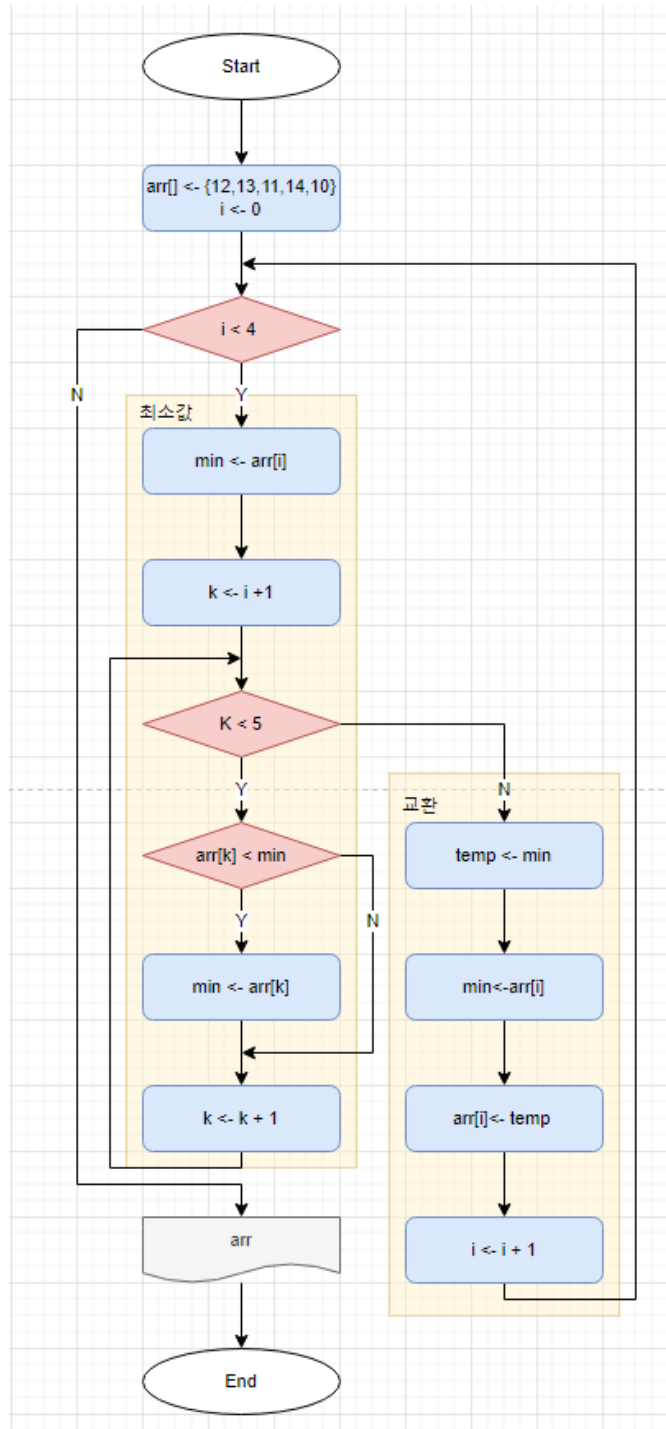 Start
arr[] <- {12,13,11,14,10}
i <- 0
i < 4
N
Y
최소값
min <- arr[i]
k <- i +1
K < 5
Y
N
교환
arr[k] < min
temp <- min
Y
N
min <- arr[k]
min<-arr[i]
k <- k + 1
arr[i]<- temp
arr
i <- i + 1
End